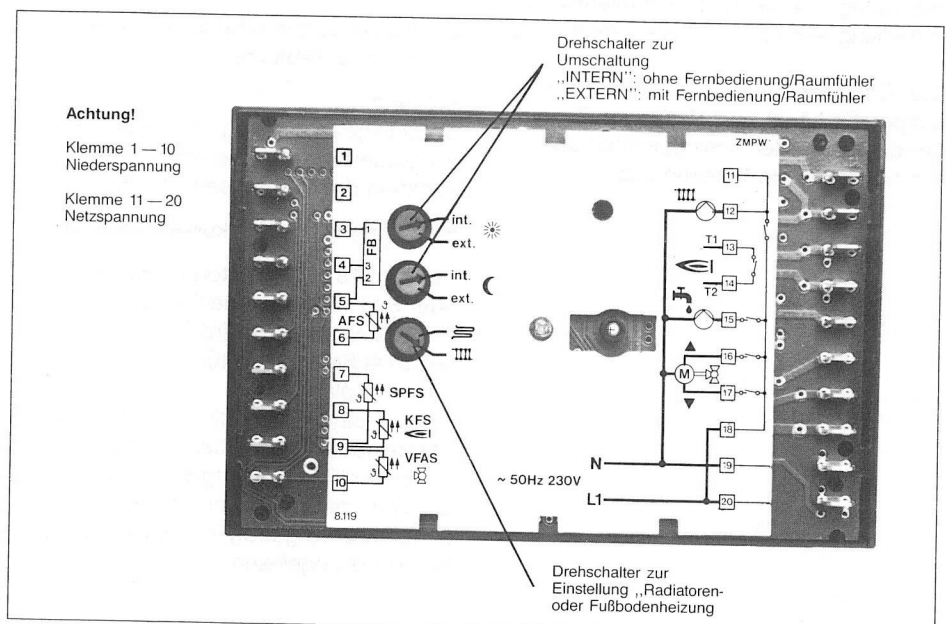 Drehschalter zur
Umschaltung
,,INTERN'': ohne Fernbedienung/Raumfühler
,,EXTERN'': mit Fernbedienung/Raumfühler
Achtung!
Klemme 1 — 10
Niederspannung
Klemme 11 — 20
Netzspannung
ZMPW
1
2
3
4
5
6
7
8
9
10
FB
1
3
2
ϑ
AFS
ϑ
SPFS
ϑ
KFS
ϑ
VFAS
8.119
int.
ext.
int.
ext.
11
12
T1
13
14
T2
15
16
M
17
18
N
19
~ 50Hz 230V
L1
20
Drehschalter zur
Einstellung ,,Radiatoren-
oder Fußbodenheizung